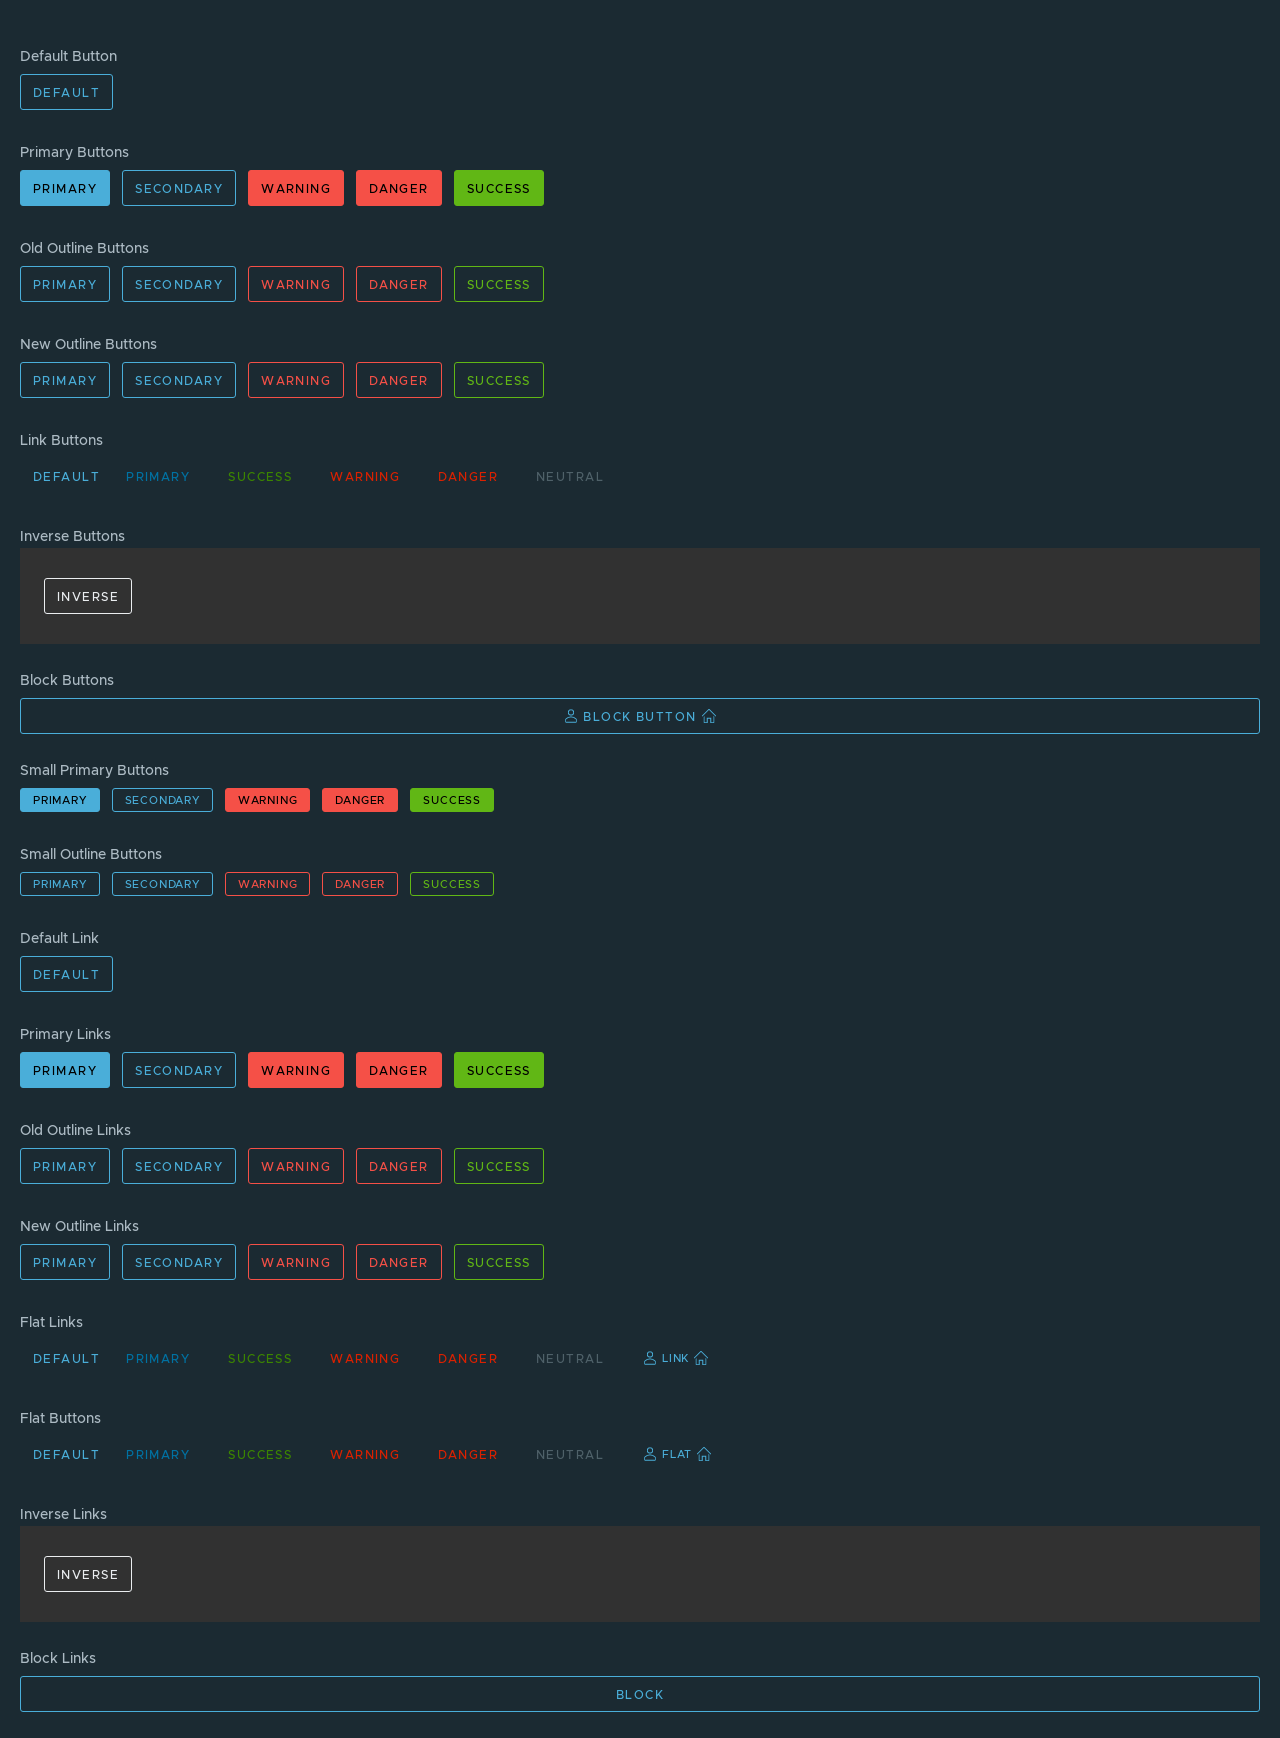 Default Button
DEFAULT
Primary Buttons
PRIMARY SECONDARY WARNING DANGER SUCCESS
Old Outline Buttons
PRIMARY SECONDARY WARNING DANGER SUCCESS
New Outline Buttons
PRIMARY SECONDARY WARNING DANGER SUCCESS
Link Buttons
DEFAULT PRIMARY SUCCESS WARNING DANGER NEUTRAL
Inverse Buttons
INVERSE
Block Buttons
BLOCK BUTTON
Small Primary Buttons
PRIMARY SECONDARY WARNING DANGER SUCCESS
Small Outline Buttons
PRIMARY SECONDARY WARNING DANGER SUCCESS
Default Link
DEFAULT
Primary Links
PRIMARY SECONDARY WARNING DANGER SUCCESS
Old Outline Links
PRIMARY SECONDARY WARNING DANGER SUCCESS
New Outline Links
PRIMARY SECONDARY WARNING DANGER SUCCESS
Flat Links
DEFAULT PRIMARY SUCCESS WARNING DANGER NEUTRAL LINK
Flat Buttons
DEFAULT PRIMARY SUCCESS WARNING DANGER NEUTRAL FLAT
Inverse Links
INVERSE
Block Links
BLOCK